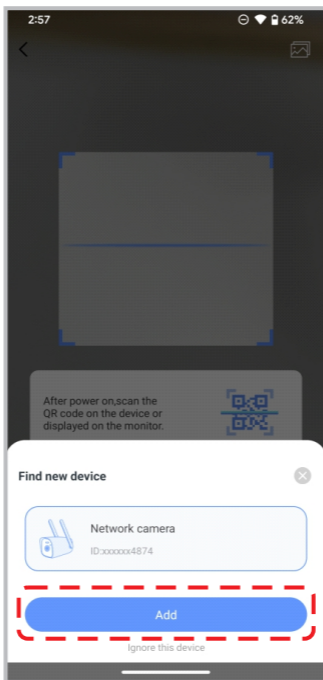 2:57
62%
After power on,scan the
QR code on the device or
displayed on the monitor.
Find new device
Network camera
ID:xxxxxx4874
Add
Ignore this device